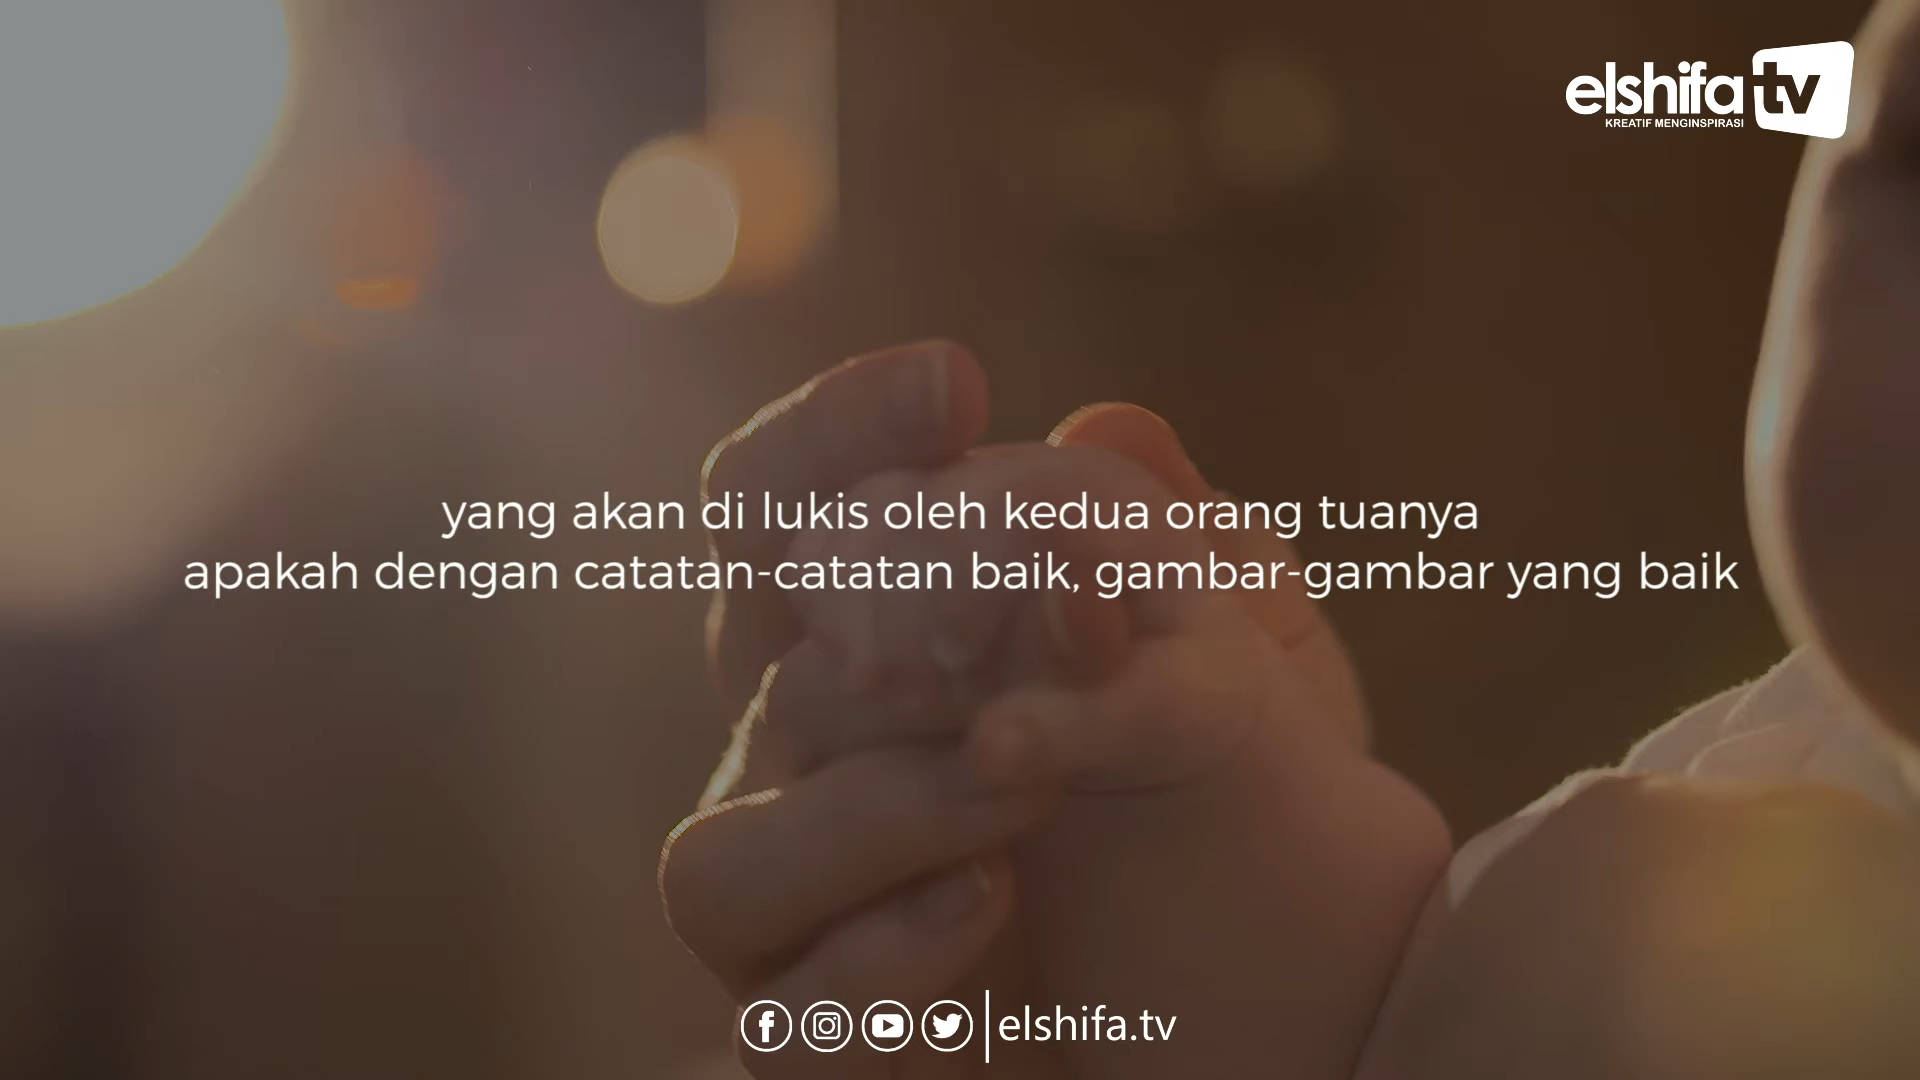 elshifa tv
KREATIF MENGINSPIRASI
yang akan di lukis oleh kedua orang tuanya
apakah dengan catatan-catatan baik, gambar-gambar yang baik
elshifa.tv